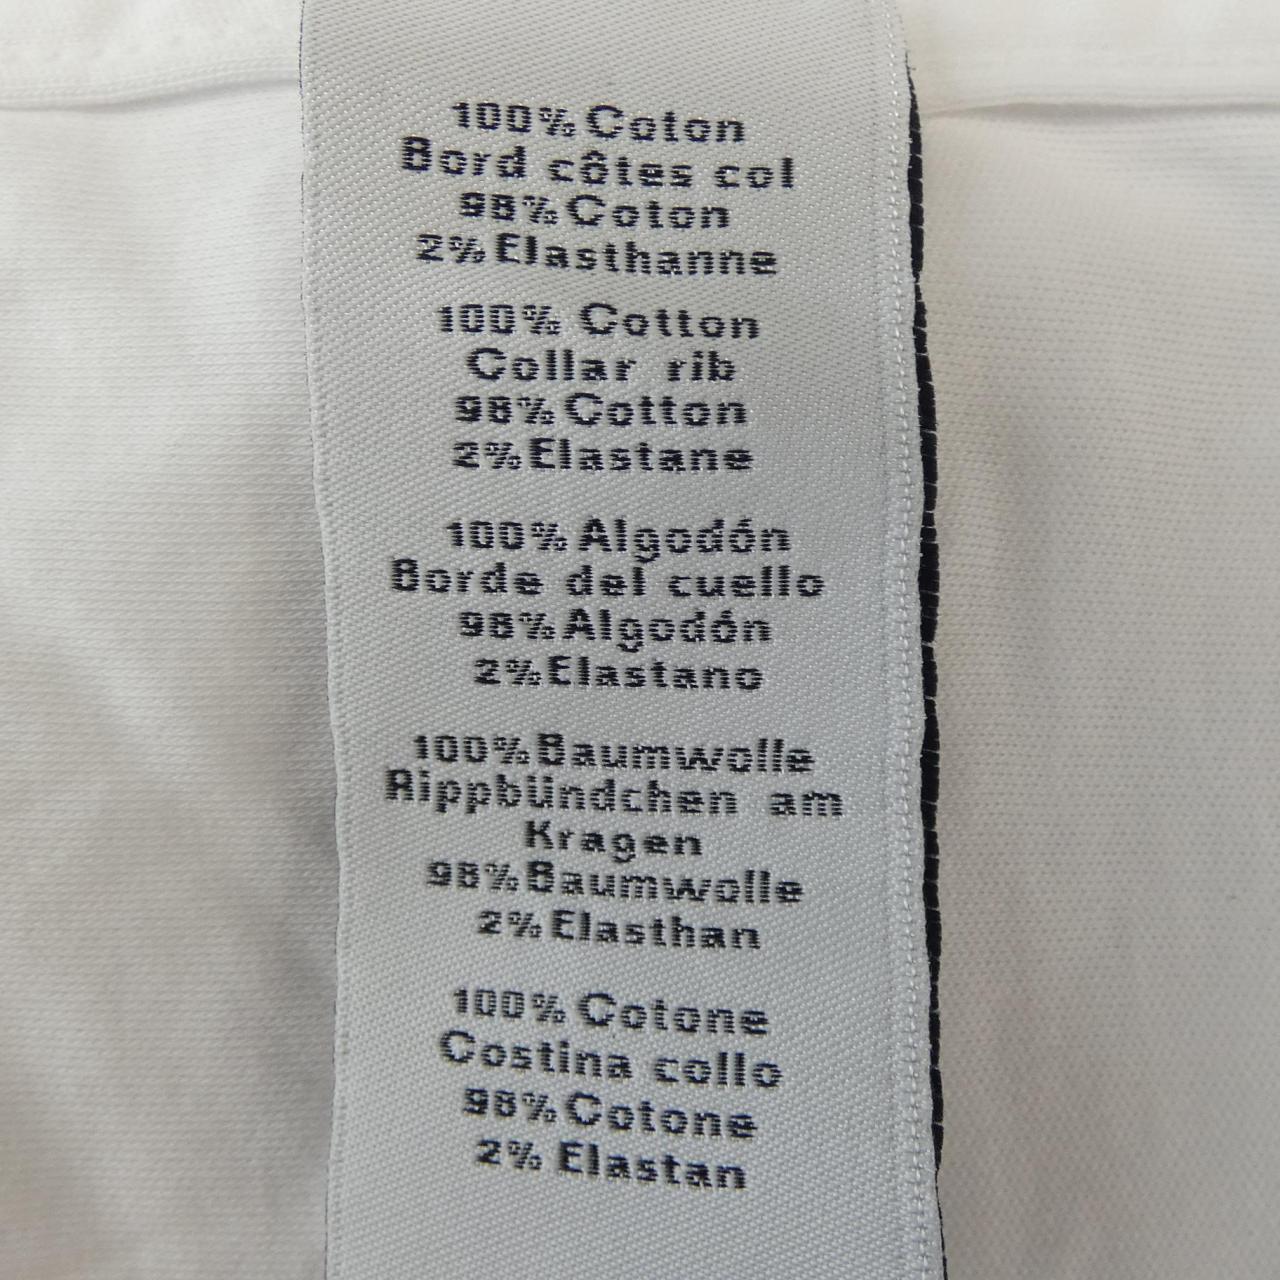 100% Coton
Bord côtes col
98% Coton
2% Elasthanne
100% Cotton
Collar rib
98% Cotton
2% Elastane
100% Algodón
Borde del cuello
98% Algodón
2% Elastano
100% Baumwolle
Rippbündchen am
Kragen
98% Baumwolle
2% Elasthan
100% Cotone
Costina collo
98% Cotone
2% Elastan